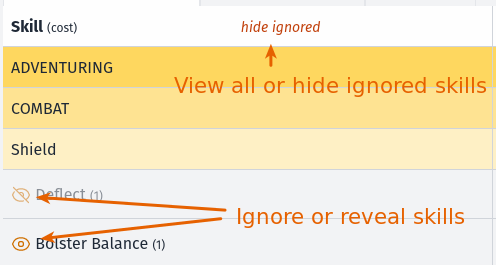 Skill (cost) hide ignored
ADVENTURING
View all or hide ignored skills
COMBAT
Shield
Deflect (1)
Ignore or reveal skills
Bolster Balance (1)